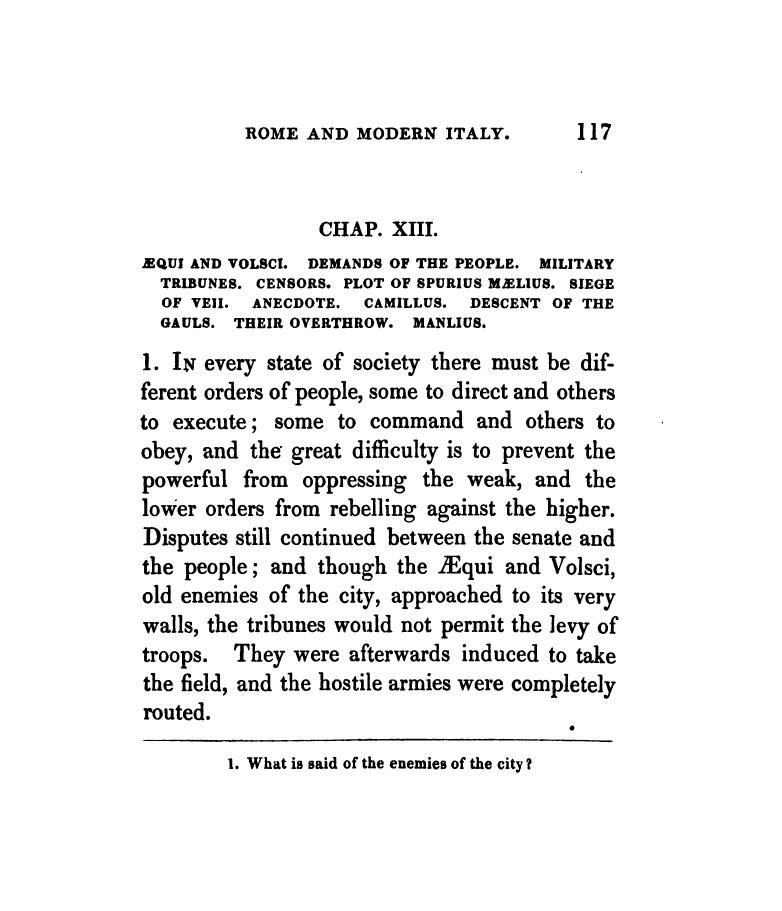 ROME AND MODERN ITALY. 117
CHAP. XIII.
ÆQUI AND VOLSCI. DEMANDS OF THE PEOPLE. MILITARY
TRIBUNES. CENSORS. PLOT OF SPURIUS MÆLIUS. SIEGE
OF VEII. ANECDOTE. CAMILLUS. DESCENT OF THE
GAULS. THEIR OVERTHROW. MANLIUS.
1. IN every state of society there must be dif-
ferent orders of people, some to direct and others
to execute; some to command and others to
obey, and the great difficulty is to prevent the
powerful from oppressing the weak, and the
lower orders from rebelling against the higher.
Disputes still continued between the senate and
the people; and though the Æqui and Volsci,
old enemies of the city, approached to its very
walls, the tribunes would not permit the levy of
troops. They were afterwards induced to take
the field, and the hostile armies were completely
routed.
1. What is said of the enemies of the city?